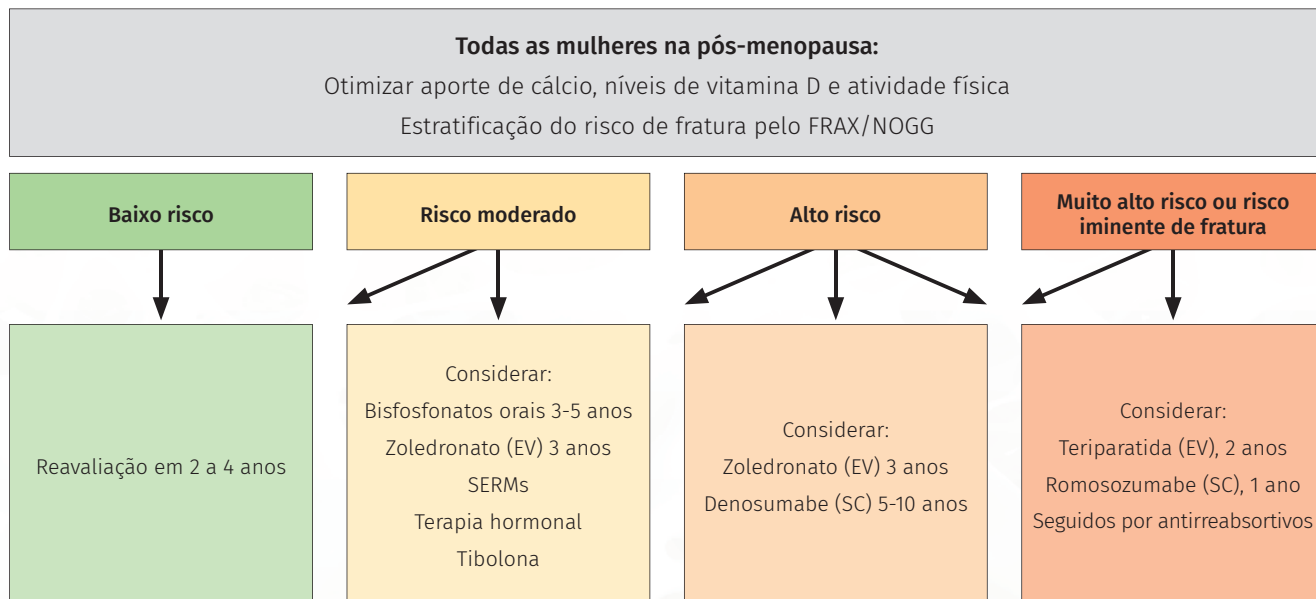 Todas as mulheres na pós-menopausa:
Otimizar aporte de cálcio, níveis de vitamina D e atividade física
Estratificação do risco de fratura pelo FRAX/NOGG
Baixo risco
Risco moderado
Alto risco
Muito alto risco ou risco
iminente de fratura
Reavaliação em 2 a 4 anos
Considerar:
Bisfosfonatos orais 3-5 anos
Zoledronato (EV) 3 anos
SERMs
Terapia hormonal
Tibolona
Considerar:
Zoledronato (EV) 3 anos
Denosumabe (SC) 5-10 anos
Considerar:
Teriparatida (EV), 2 anos
Romosozumabe (SC), 1 ano
Seguidos por antirreabsortivos